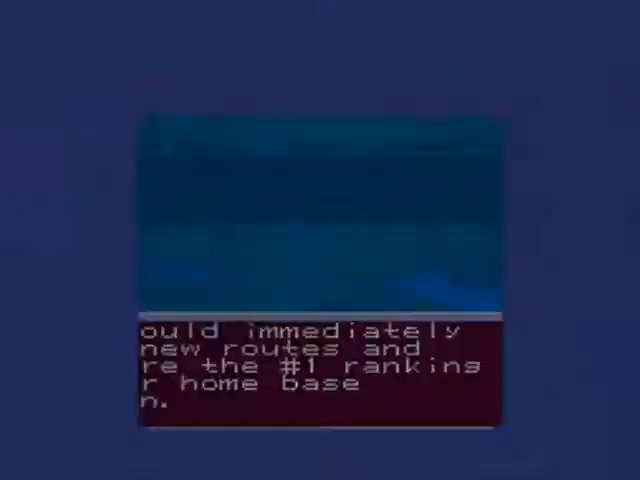 ould immediately
new routes and
re the #1 ranking
r home base
n.